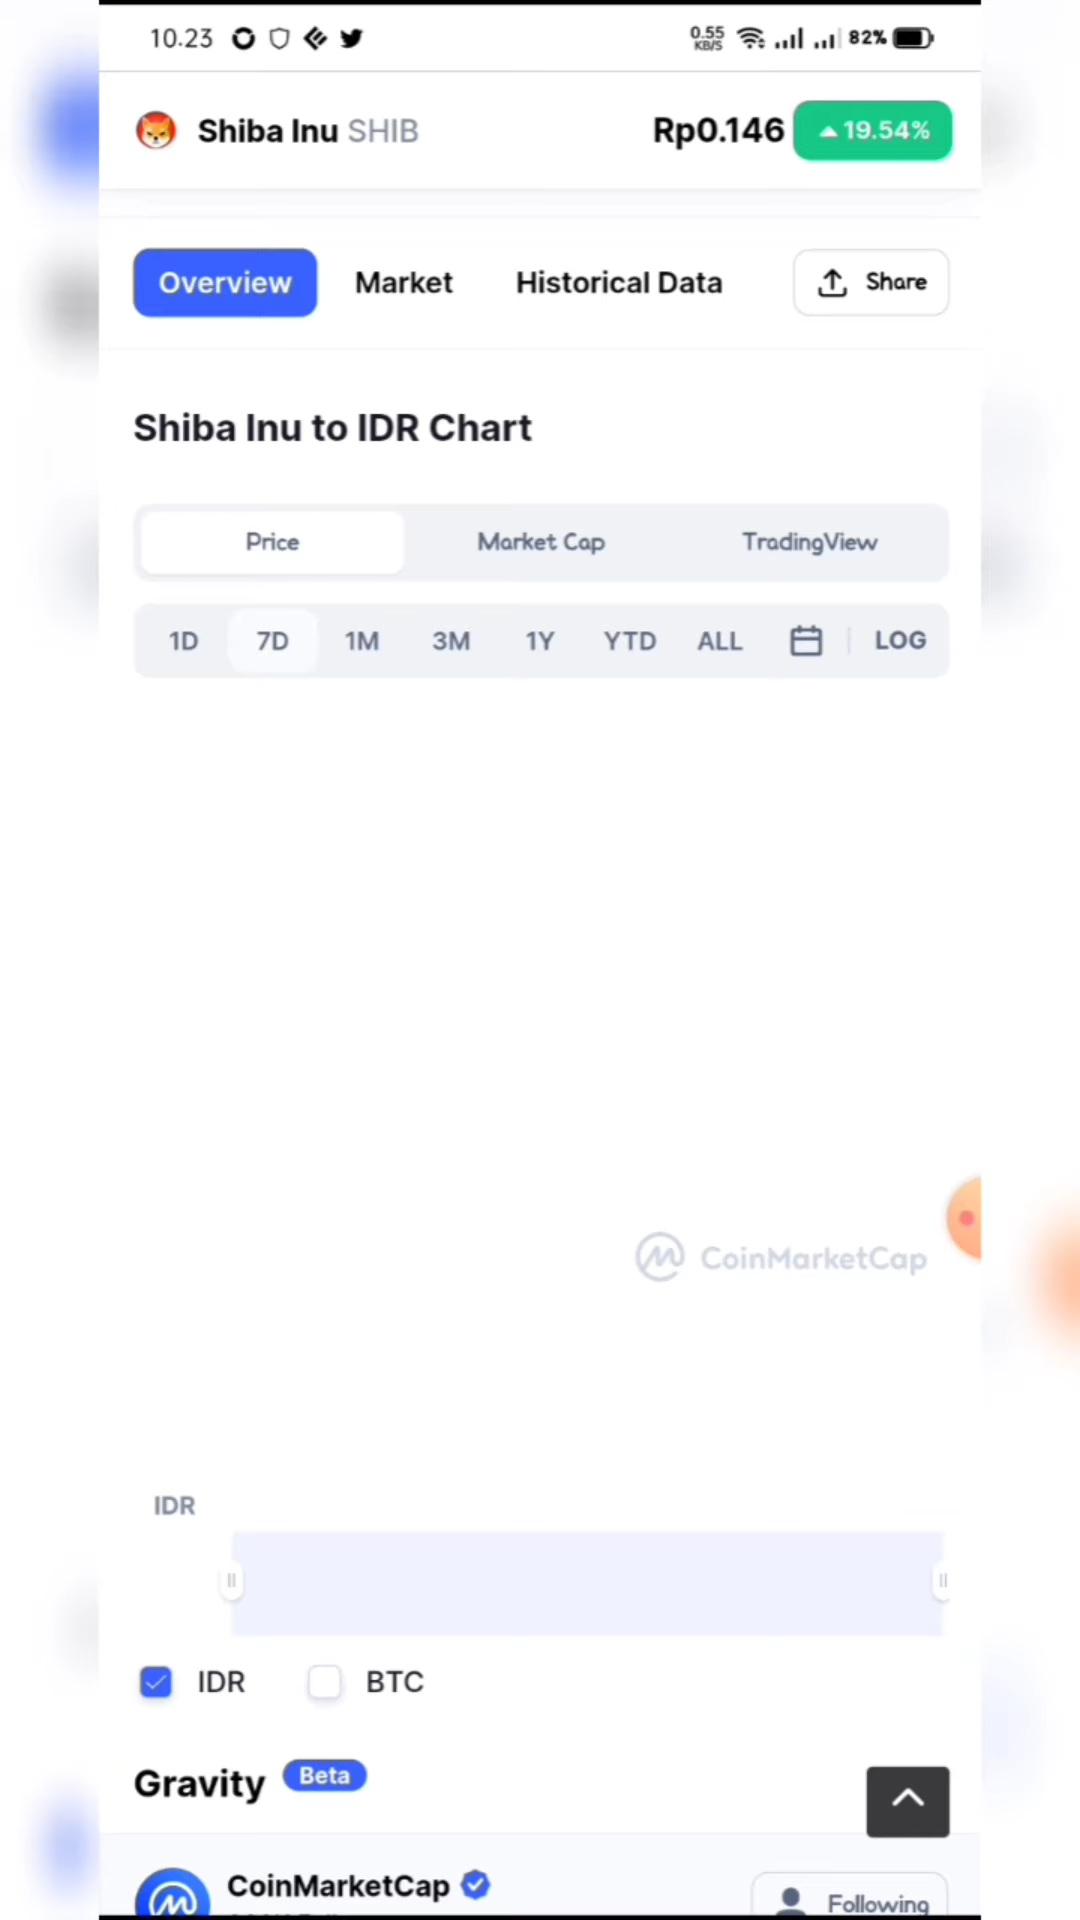 10.23 0.55 KB/S 82%
Shiba Inu SHIB Rp0.146 19.54%
Overview Market Historical Data Share
Shiba Inu to IDR Chart
Price Market Cap TradingView
1D 7D 1M 3M 1Y YTD ALL LOG
CoinMarketCap
IDR
IDR BTC
Gravity Beta
CoinMarketCap
Following